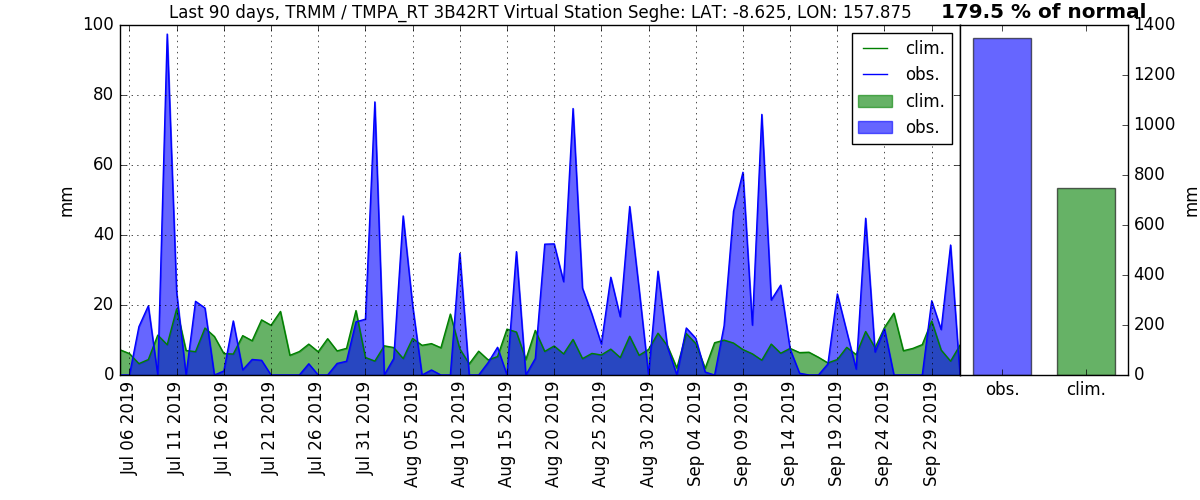 Last 90 days, TRMM / TMPA_RT 3B42RT Virtual Station Seghe: LAT: -8.625, LON: 157.875
179.5 % of normal
100
80
60
40
20
0
mm
clim.
obs.
clim.
obs.
1400
1200
1000
800
600
400
200
0
mm
Jul 06 2019
Jul 11 2019
Jul 16 2019
Jul 21 2019
Jul 26 2019
Jul 31 2019
Aug 05 2019
Aug 10 2019
Aug 15 2019
Aug 20 2019
Aug 25 2019
Aug 30 2019
Sep 04 2019
Sep 09 2019
Sep 14 2019
Sep 19 2019
Sep 24 2019
Sep 29 2019
obs.
clim.